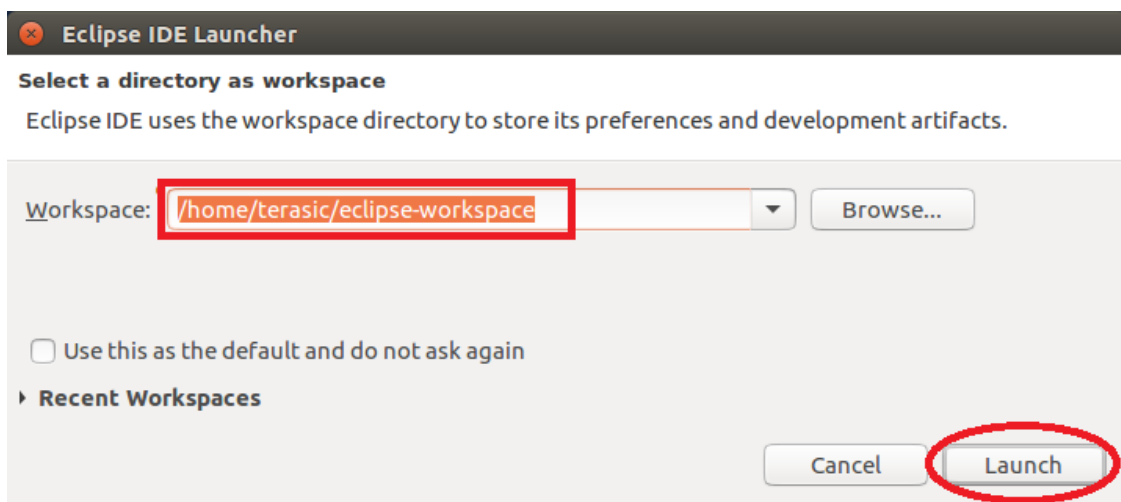 Eclipse IDE Launcher
Select a directory as workspace
Eclipse IDE uses the workspace directory to store its preferences and development artifacts.
Workspace: /home/terasic/eclipse-workspace Browse...
Use this as the default and do not ask again
Recent Workspaces
Cancel Launch